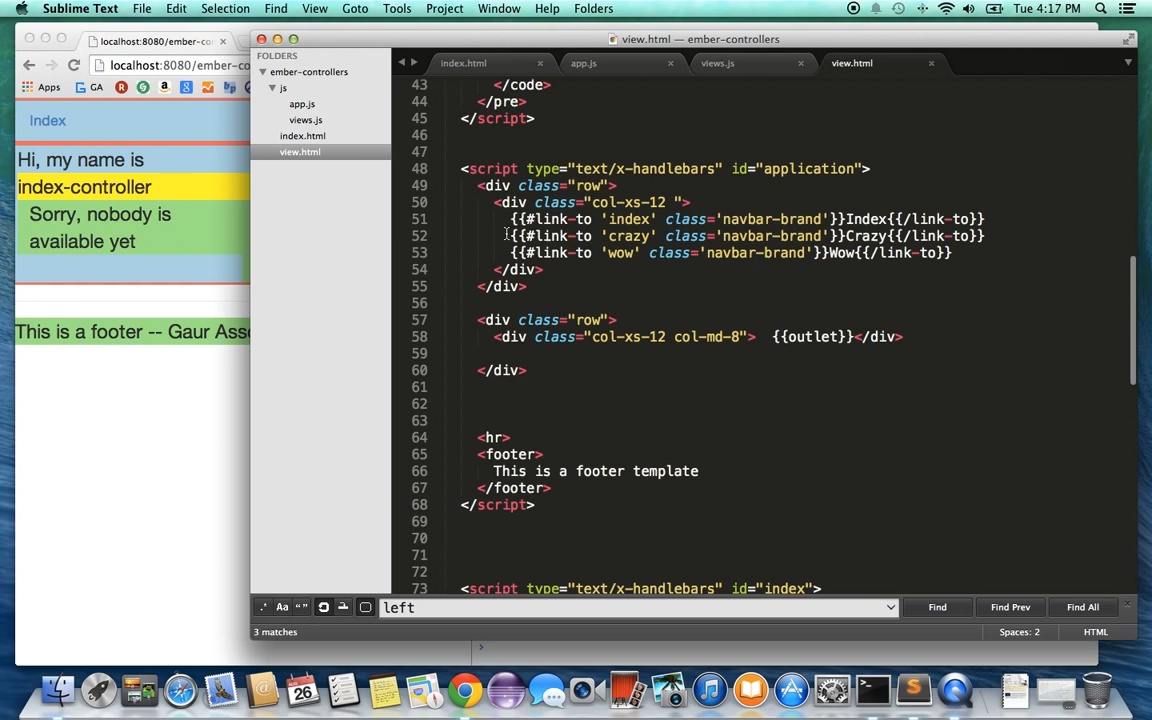 Sublime Text File Edit Selection Find View Goto Tools Project Window Help Folders Tue 4:17 PM
localhost:8080/ember-co
localhost:8080/ember-co
Apps GA
Index
Hi, my name is
index-controller
Sorry, nobody is
available yet
This is a footer -- Gaur Asso
view.html — ember-controllers
FOLDERS
ember-controllers
js
app.js
views.js
index.html
view.html
index.html app.js views.js view.html
43 </code>
44 </pre>
45 </script>
46
47
48 <script type="text/x-handlebars" id="application">
49 <div class="row">
50 <div class="col-xs-12 ">
51 {{#link-to 'index' class='navbar-brand'}}Index{{/link-to}}
52 {{#link-to 'crazy' class='navbar-brand'}}Crazy{{/link-to}}
53 {{#link-to 'wow' class='navbar-brand'}}Wow{{/link-to}}
54 </div>
55 </div>
56
57 <div class="row">
58 <div class="col-xs-12 col-md-8">  {{outlet}}</div>
59
60 </div>
61
62
63
64 <hr>
65 <footer>
66 This is a footer template
67 </footer>
68 </script>
69
70
71
72
73 <script type="text/x-handlebars" id="index">
.* Aa “” left Find Find Prev Find All
3 matches Spaces: 2 HTML